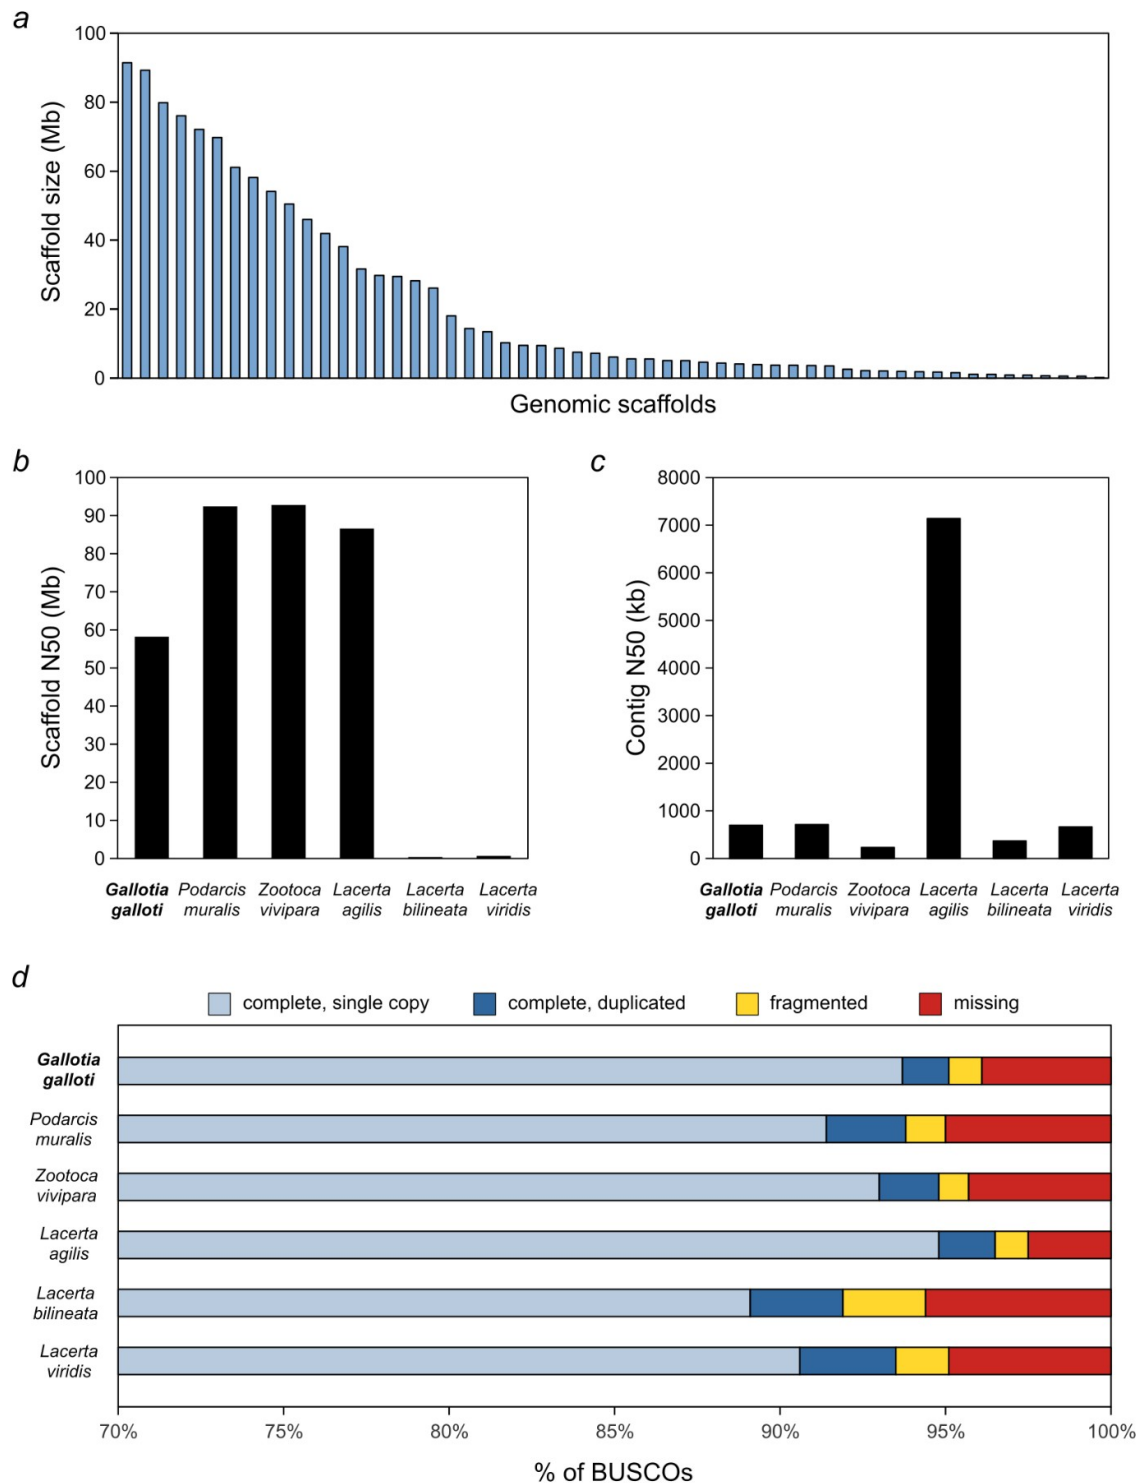 a
Scaffold size (Mb)
100
80
60
40
20
0
Genomic scaffolds
b
Scaffold N50 (Mb)
100
90
80
70
60
50
40
30
20
10
0
Gallotia
galloti
Podarcis
muralis
Zootoca
vivipara
Lacerta
agilis
Lacerta
bilineata
Lacerta
viridis
c
Contig N50 (kb)
8000
7000
6000
5000
4000
3000
2000
1000
0
Gallotia
galloti
Podarcis
muralis
Zootoca
vivipara
Lacerta
agilis
Lacerta
bilineata
Lacerta
viridis
d
complete, single copy
complete, duplicated
fragmented
missing
Gallotia
galloti
Podarcis
muralis
Zootoca
vivipara
Lacerta
agilis
Lacerta
bilineata
Lacerta
viridis
70%
75%
80%
85%
90%
95%
100%
% of BUSCOs